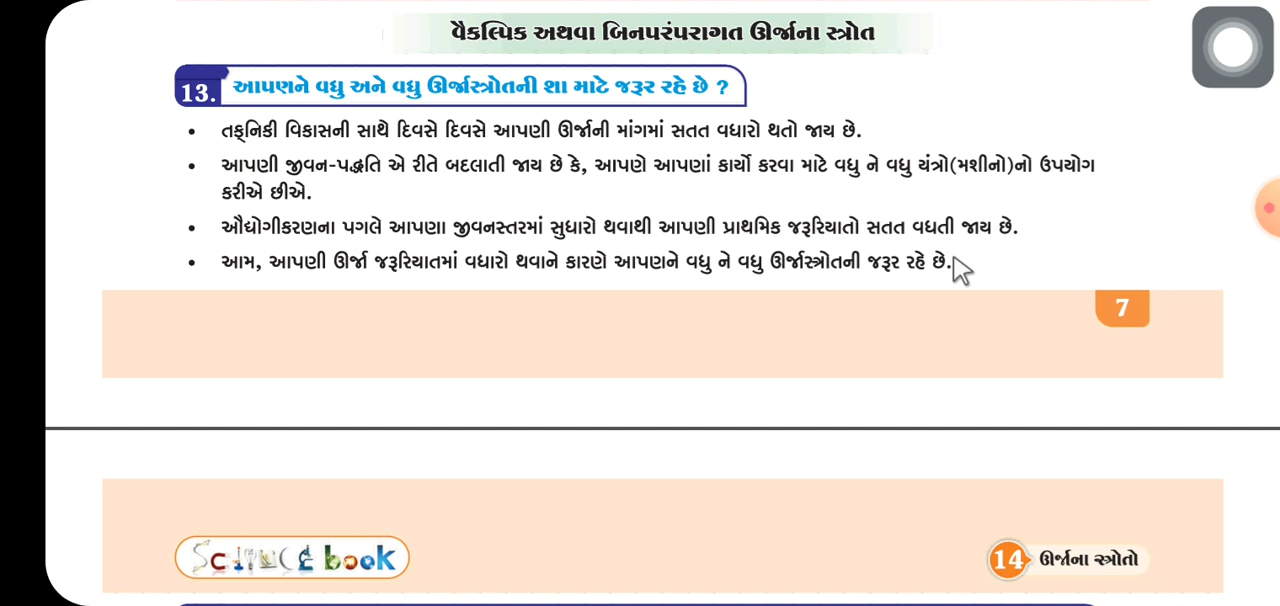 વૈકલ્પિક અથવા બિનપરંપરાગત ઊર્જાના સ્ત્રોત
13. આપણને વધુ અને વધુ ઊર્જાસ્ત્રોતની શા માટે જરૂર રહે છે ?
• તક્નિકી વિકાસની સાથે દિવસે દિવસે આપણી ઊર્જાની માંગમાં સતત વધારો થતો જાય છે.
• આપણી જીવન-પદ્ધતિ એ રીતે બદલાતી જાય છે કે, આપણે આપણાં કાર્યો કરવા માટે વધુ ને વધુ યંત્રો(મશીનો)નો ઉપયોગ
કરીએ છીએ.
• ઔદ્યોગીકરણના પગલે આપણા જીવનસ્તરમાં સુધારો થવાથી આપણી પ્રાથમિક જરૂરિયાતો સતત વધતી જાય છે.
• આમ, આપણી ઊર્જા જરૂરિયાતમાં વધારો થવાને કારણે આપણને વધુ ને વધુ ઊર્જાસ્ત્રોતની જરૂર રહે છે.
7
Science book
14 ઊર્જાના સ્ત્રોતો